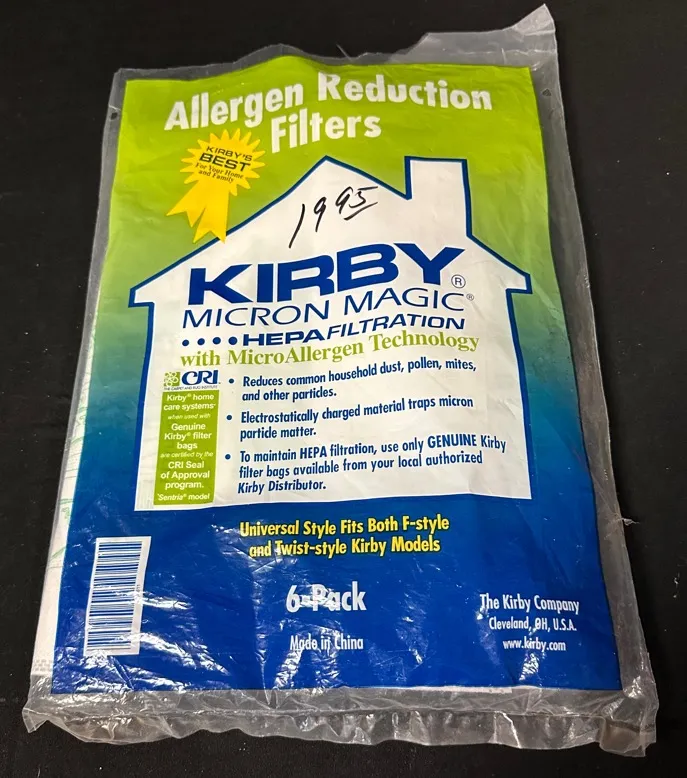 Allergen Reduction
Filters
KIRBY'S
BEST
For Your Home
and Family
1995
KIRBY®
MICRON MAGIC®
••••HEPA FILTRATION
with MicroAllergen Technology
CRI
THE CARPET AND RUG INSTITUTE
Kirby® home
care systems*
when used with
Genuine
Kirby® filter
bags
are certified by the
CRI Seal
of Approval
program.
*Sentria® model
• Reduces common household dust, pollen, mites,
and other particles.
• Electrostatically charged material traps micron
particle matter.
• To maintain HEPA filtration, use only GENUINE Kirby
filter bags available from your local authorized
Kirby Distributor.
Universal Style Fits Both F-style
and Twist-style Kirby Models
6-Pack
Made in China
The Kirby Company
Cleveland, OH, U.S.A.
www.kirby.com